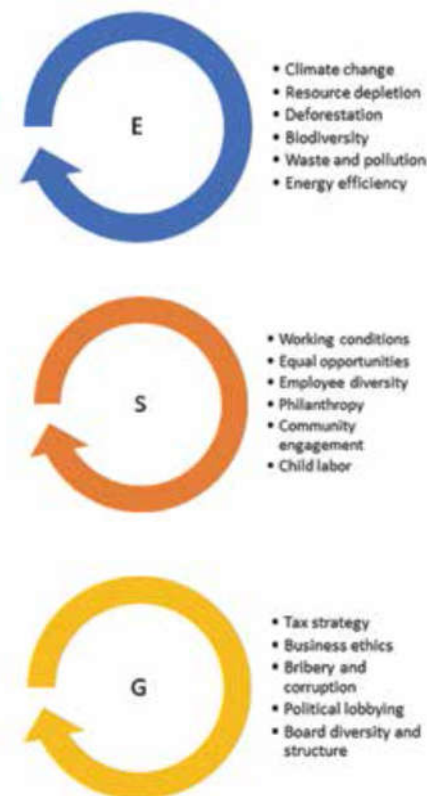 E
• Climate change
• Resource depletion
• Deforestation
• Biodiversity
• Waste and pollution
• Energy efficiency
S
• Working conditions
• Equal opportunities
• Employee diversity
• Philanthropy
• Community
engagement
• Child labor
G
• Tax strategy
• Business ethics
• Bribery and
corruption
• Political lobbying
• Board diversity and
structure